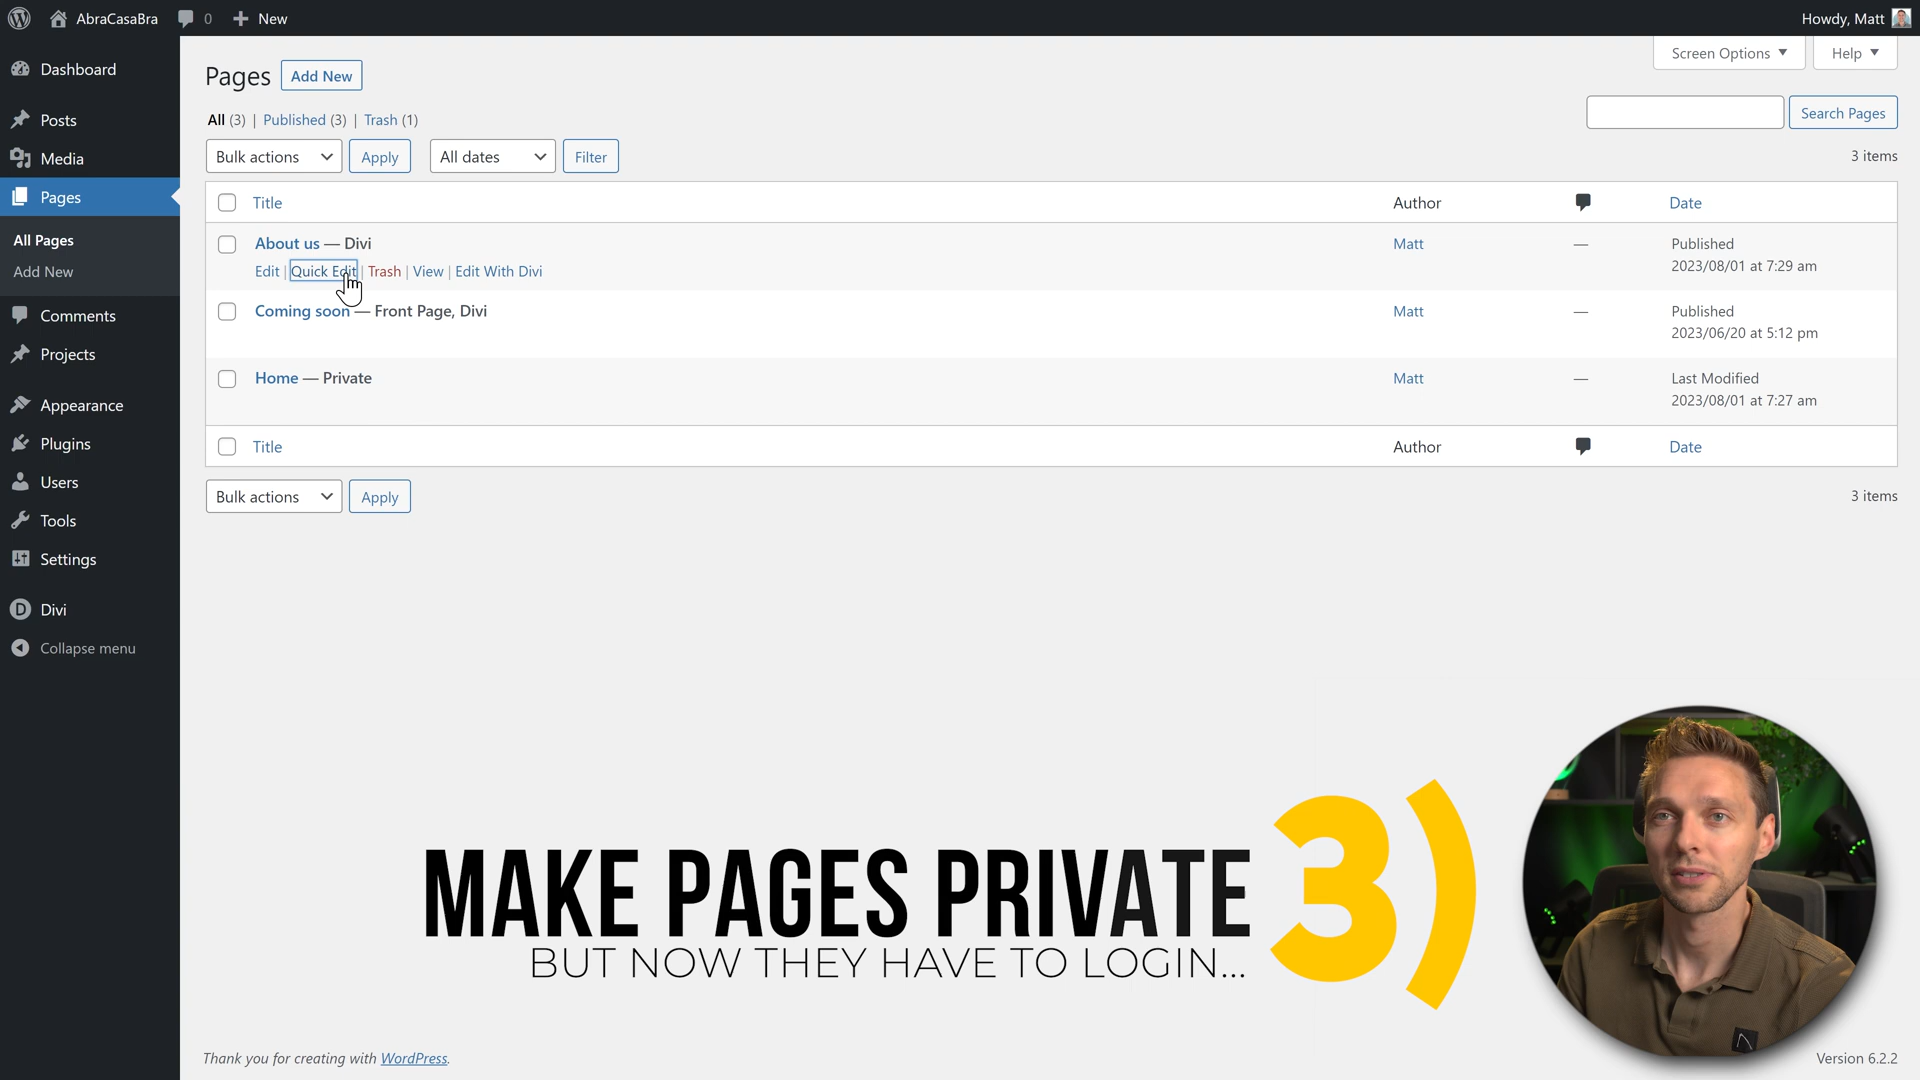 AbraCasaBra 0 New Howdy, Matt
Dashboard
Posts
Media
Pages
All Pages
Add New
Comments
Projects
Appearance
Plugins
Users
Tools
Settings
Divi
Collapse menu
Screen Options Help
Pages Add New
All (3) | Published (3) | Trash (1)
Search Pages
Bulk actions Apply All dates Filter
3 items
Title Author Date
About us — Divi Matt — Published
2023/08/01 at 7:29 am
Edit | Quick Edit | Trash | View | Edit With Divi
Coming soon — Front Page, Divi Matt — Published
2023/06/20 at 5:12 pm
Home — Private Matt — Last Modified
2023/08/01 at 7:27 am
Title Author Date
Bulk actions Apply 3 items
MAKE PAGES PRIVATE 3)
BUT NOW THEY HAVE TO LOGIN...
Thank you for creating with WordPress. Version 6.2.2